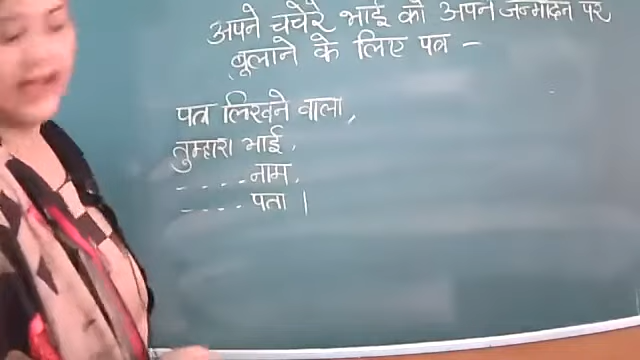 अपने चचेरे भाई को अपने जन्मदिन पर
बूलाने के लिए पत्र -
पत्र लिखने वाला,
तुम्हारा भाई,
- - - - - नाम,
- - - - पता ।